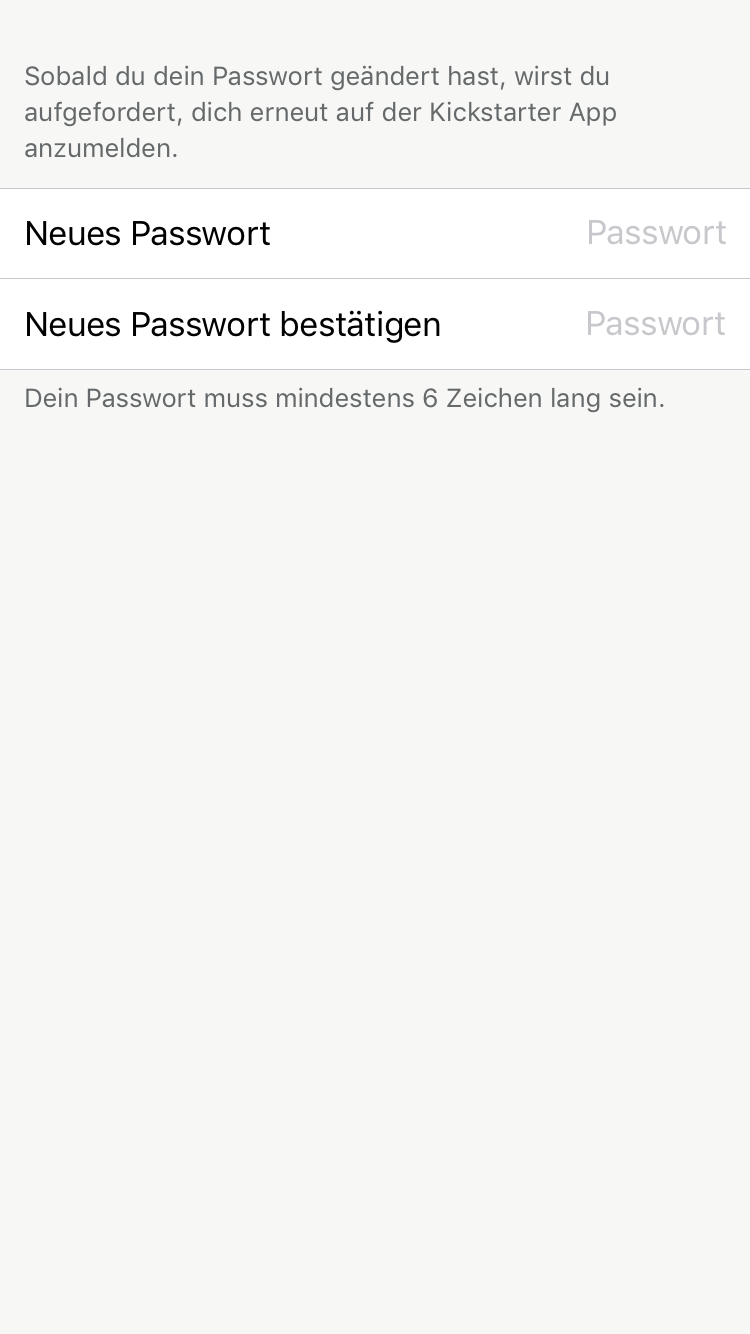 Sobald du dein Passwort geändert hast, wirst du
aufgefordert, dich erneut auf der Kickstarter App
anzumelden.
Neues Passwort Passwort
Neues Passwort bestätigen Passwort
Dein Passwort muss mindestens 6 Zeichen lang sein.